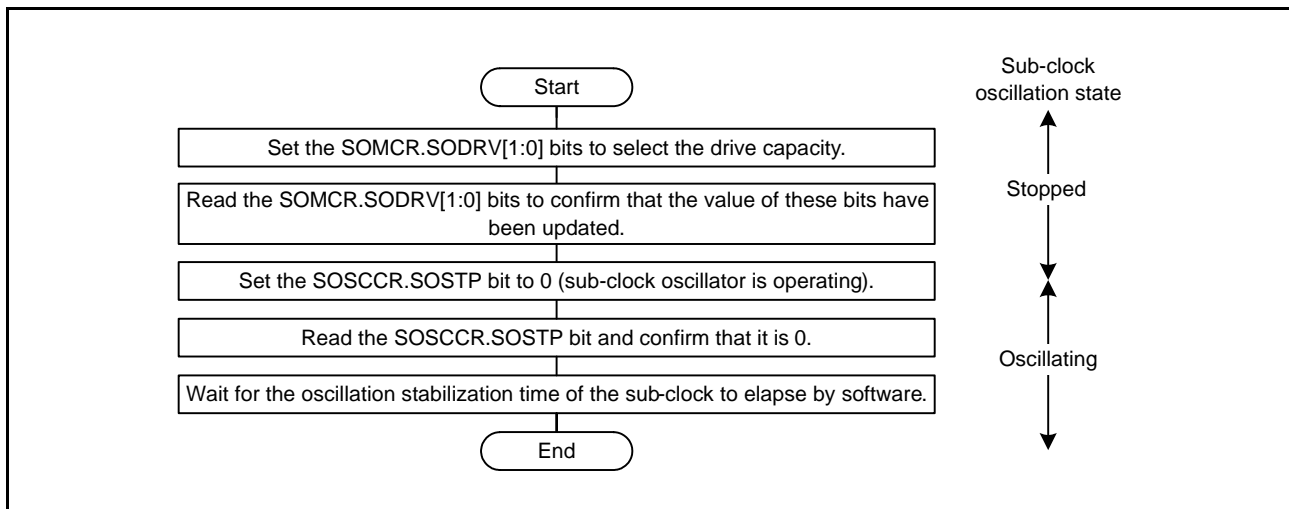 Start
Sub-clock
oscillation state
Set the SOMCR.SODRV[1:0] bits to select the drive capacity.
Read the SOMCR.SODRV[1:0] bits to confirm that the value of these bits have
been updated.
Stopped
Set the SOSCCR.SOSTP bit to 0 (sub-clock oscillator is operating).
Read the SOSCCR.SOSTP bit and confirm that it is 0.
Oscillating
Wait for the oscillation stabilization time of the sub-clock to elapse by software.
End